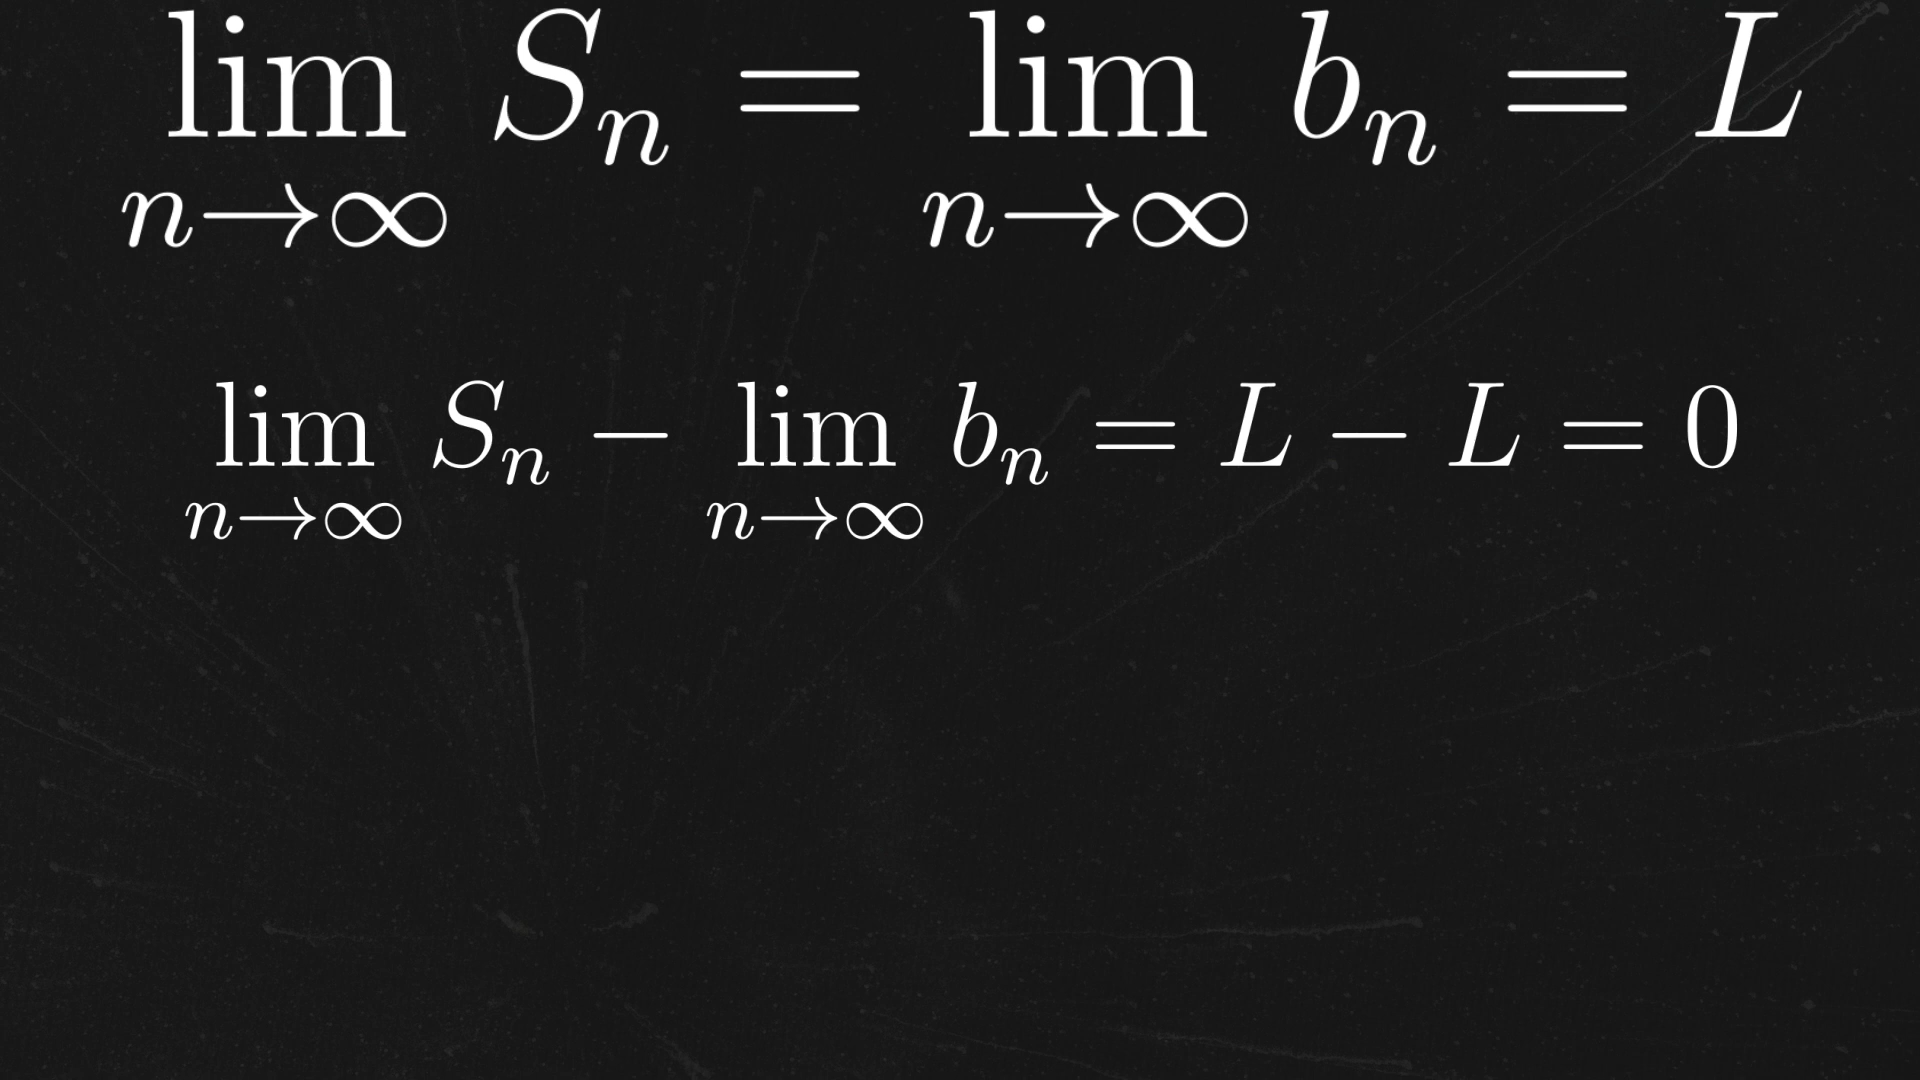 lim S_n = lim b_n = L
n→∞ n→∞
lim S_n − lim b_n = L − L = 0
n→∞ n→∞